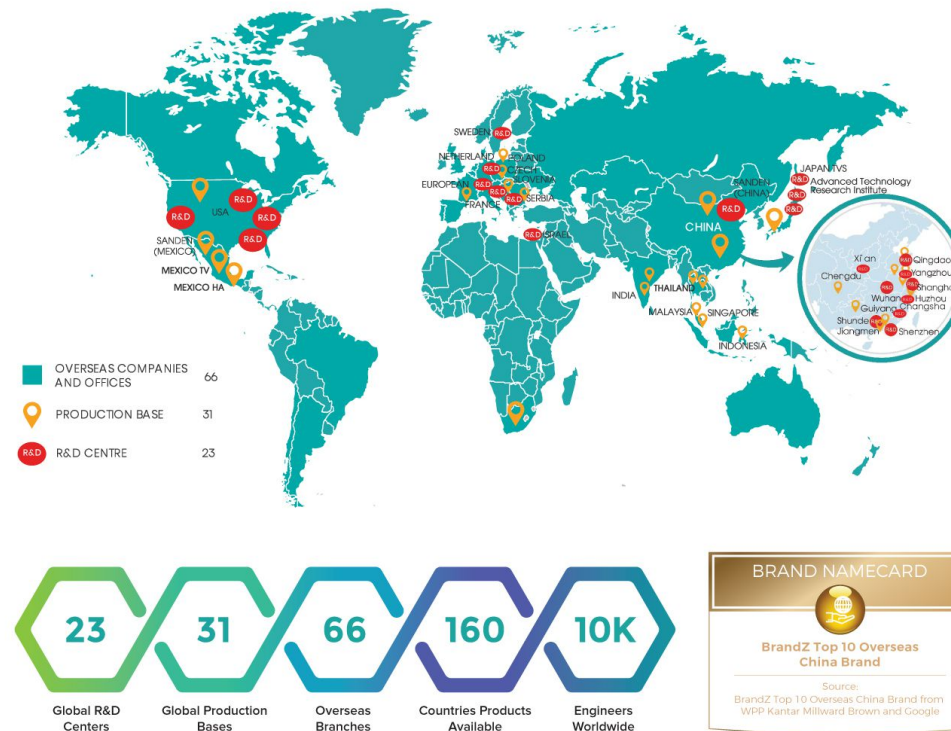 SWEDEN
R&D
NETHERLAND
POLAND
R&D
CZECH
SLOVENIA
EUROPEAN
R&D
R&D
R&D
FRANCE
SERBIA
R&D
ISRAEL
R&D
USA
R&D
R&D
R&D
SANDEN
(MEXICO)
MEXICO TV
MEXICO HA
JAPAN:TVS
R&D
Advanced Technology
Research Institute
R&D
R&D
SANDEN
(CHINA)
R&D
CHINA
INDIA
THAILAND
MALAYSIA
SINGAPORE
INDONESIA
Xi'an
R&D
R&D
Qingdao
Chengdu
R&D
Yangzhou
R&D
R&D
Shangha
Wuhan
R&D
Huzhou
Guiyang
Changsha
R&D
Shunde
R&D
Jiangmen
R&D
Shenzhen
OVERSEAS COMPANIES
AND OFFICES 66
PRODUCTION BASE 31
R&D
R&D CENTRE 23
23
Global R&D
Centers
31
Global Production
Bases
66
Overseas
Branches
160
Countries Products
Available
10K
Engineers
Worldwide
BRAND NAMECARD
BrandZ Top 10 Overseas
China Brand
Source:
BrandZ Top 10 Overseas China Brand from
WPP Kantar Millward Brown and Google